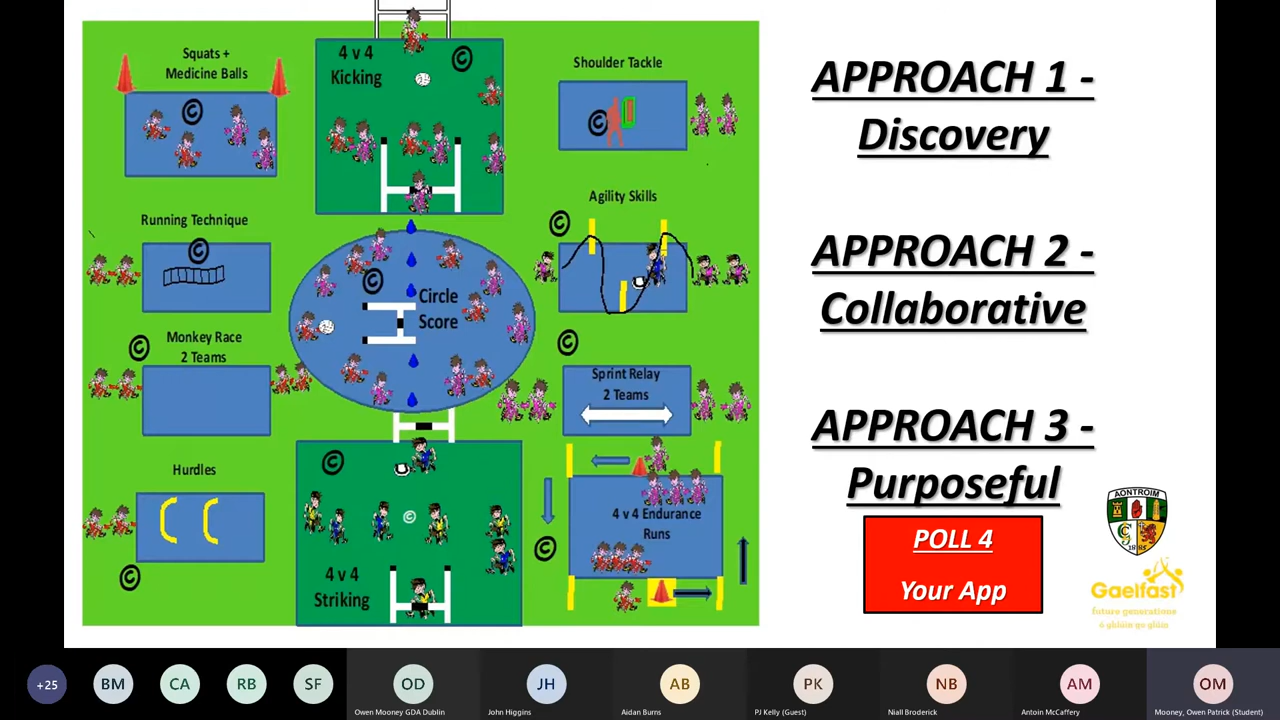 Squats +
Medicine Balls
4 v 4
Kicking
©
©
Shoulder Tackle
©
Running Technique
©
Agility Skills
©
©
Circle
Score
Monkey Race
2 Teams
©
©
Sprint Relay
2 Teams
Hurdles
©
©
©
4 v 4
Striking
4 v 4 Endurance
Runs
©
APPROACH 1 -
Discovery
APPROACH 2 -
Collaborative
APPROACH 3 -
Purposeful
POLL 4
Your App
AONTROIM
1885
Gaelfast
future generations
ó ghlúin go glúin
+25
BM
CA
RB
SF
OD
Owen Mooney GDA Dublin
JH
John Higgins
AB
Aidan Burns
PK
PJ Kelly (Guest)
NB
Niall Broderick
AM
Antoin McCaffery
OM
Mooney, Owen Patrick (Student)